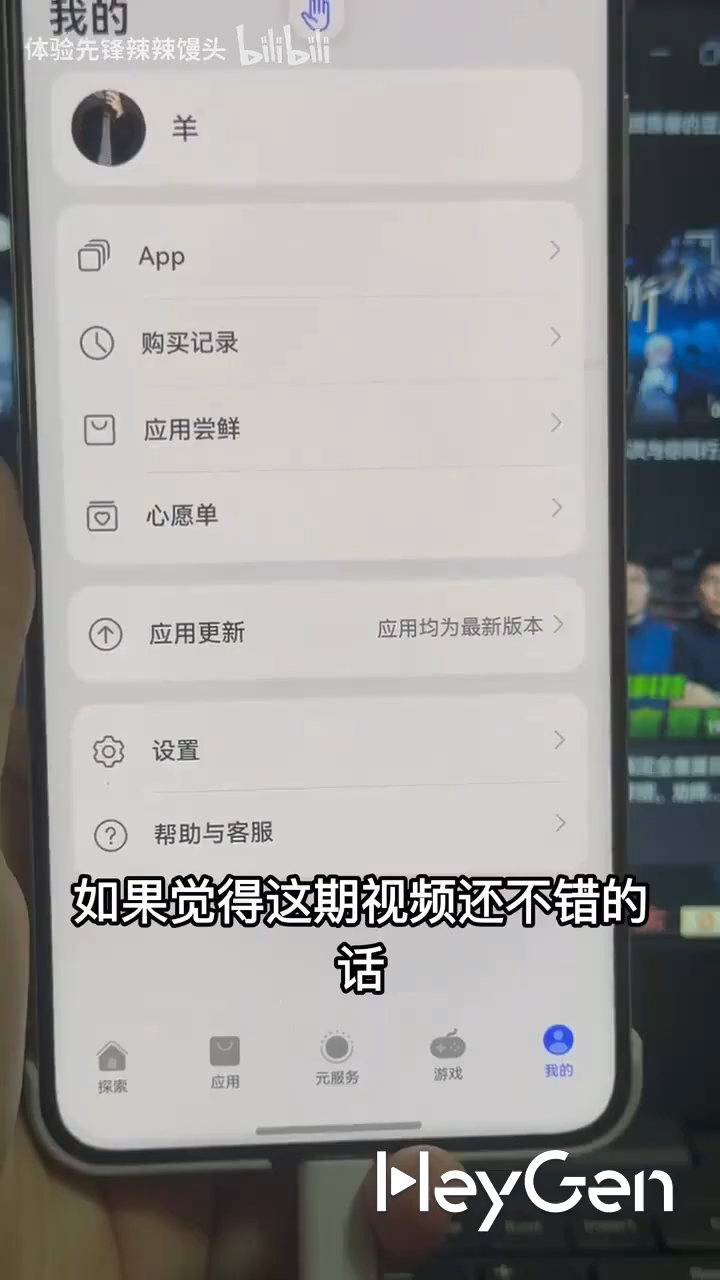 我的
体验先锋辣辣馒头 bilibili
羊
App
购买记录
应用尝鲜
心愿单
应用更新 应用均为最新版本
设置
帮助与客服
如果觉得这期视频还不错的
话
探索 应用 元服务 游戏 我的
HeyGen